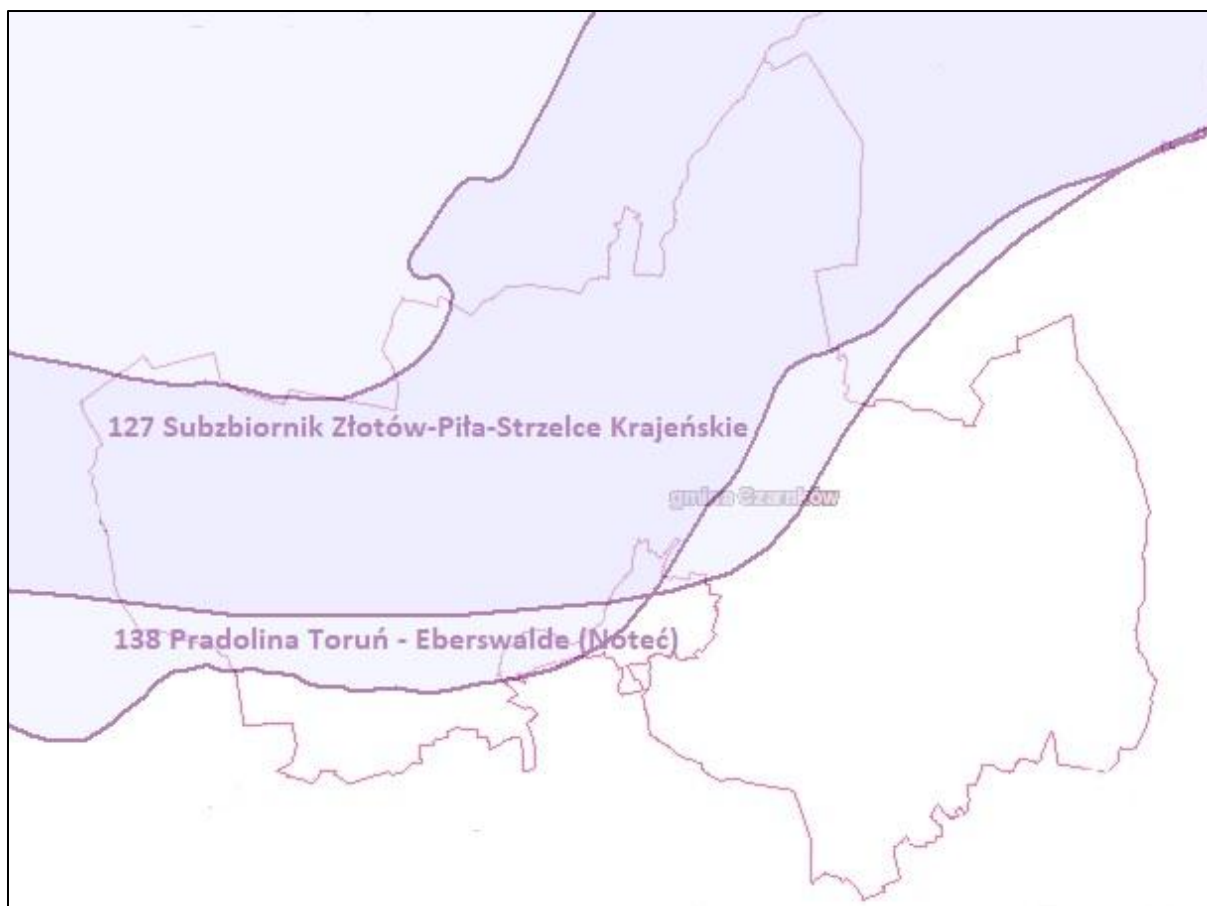 127 Subzbiornik Złotów-Piła-Strzelce Krajeńskie
gmina Czarnków
138 Pradolina Toruń - Eberswalde (Noteć)